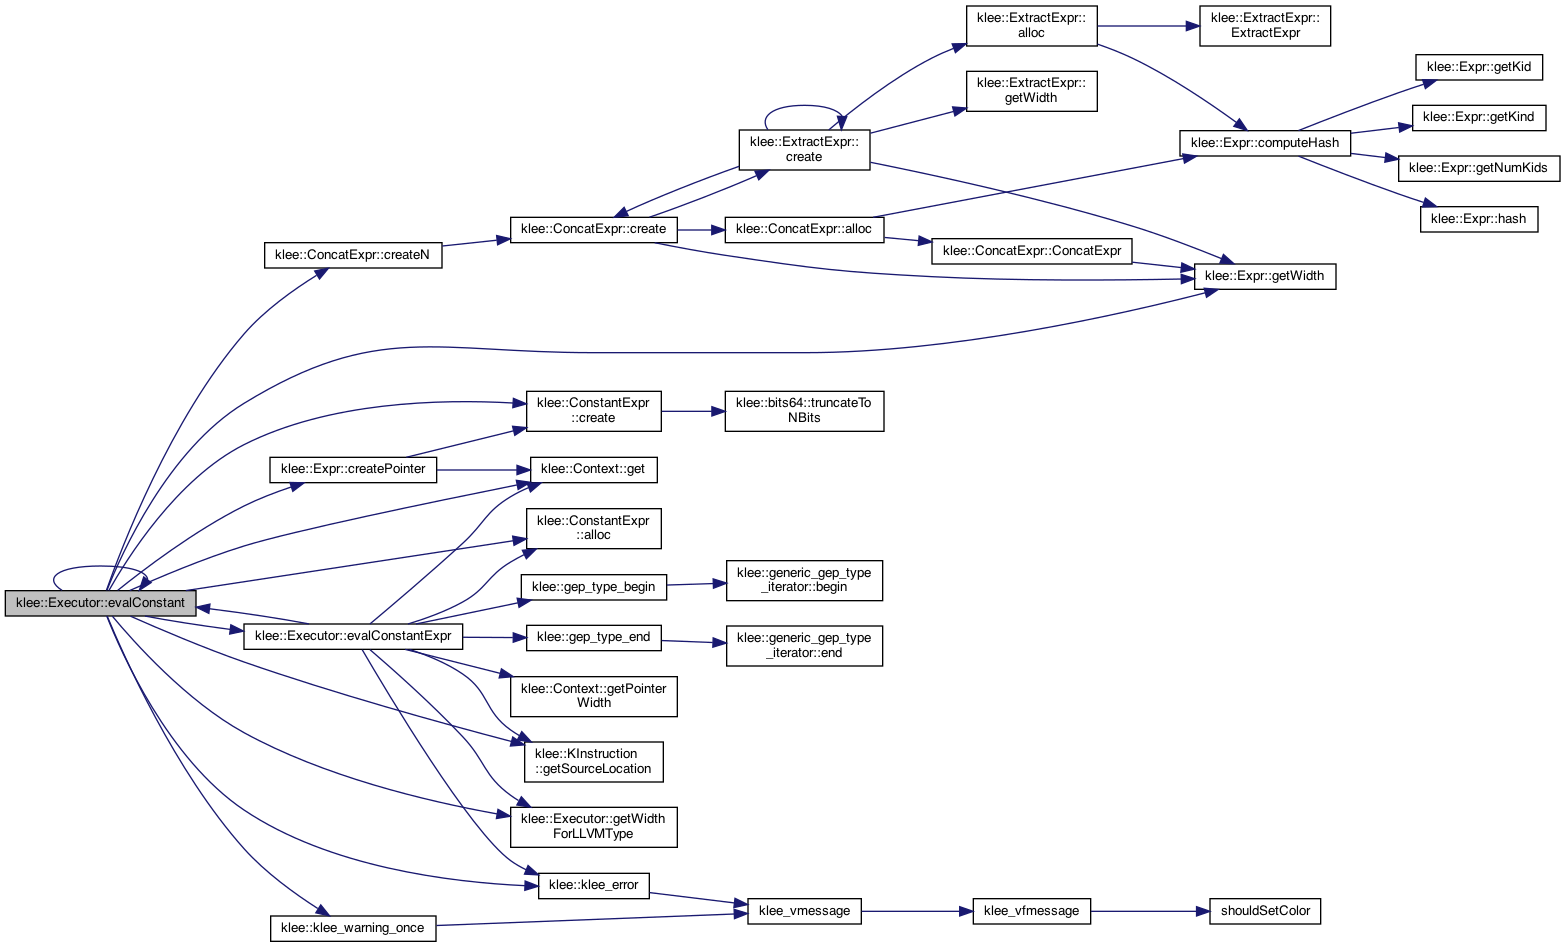 klee::ExtractExpr::
alloc
klee::ExtractExpr::
ExtractExpr
klee::Expr::getKid
klee::ExtractExpr::
getWidth
klee::Expr::getKind
klee::ExtractExpr::
create
klee::Expr::computeHash
klee::Expr::getNumKids
klee::Expr::hash
klee::ConcatExpr::create
klee::ConcatExpr::alloc
klee::ConcatExpr::createN
klee::ConcatExpr::ConcatExpr
klee::Expr::getWidth
klee::ConstantExpr
::create
klee::bits64::truncateTo
NBits
klee::Expr::createPointer
klee::Context::get
klee::ConstantExpr
::alloc
klee::gep_type_begin
klee::generic_gep_type
_iterator::begin
klee::Executor::evalConstant
klee::Executor::evalConstantExpr
klee::gep_type_end
klee::generic_gep_type
_iterator::end
klee::Context::getPointer
Width
klee::KInstruction
::getSourceLocation
klee::Executor::getWidth
ForLLVMType
klee::klee_error
klee_vmessage
klee_vfmessage
shouldSetColor
klee::klee_warning_once